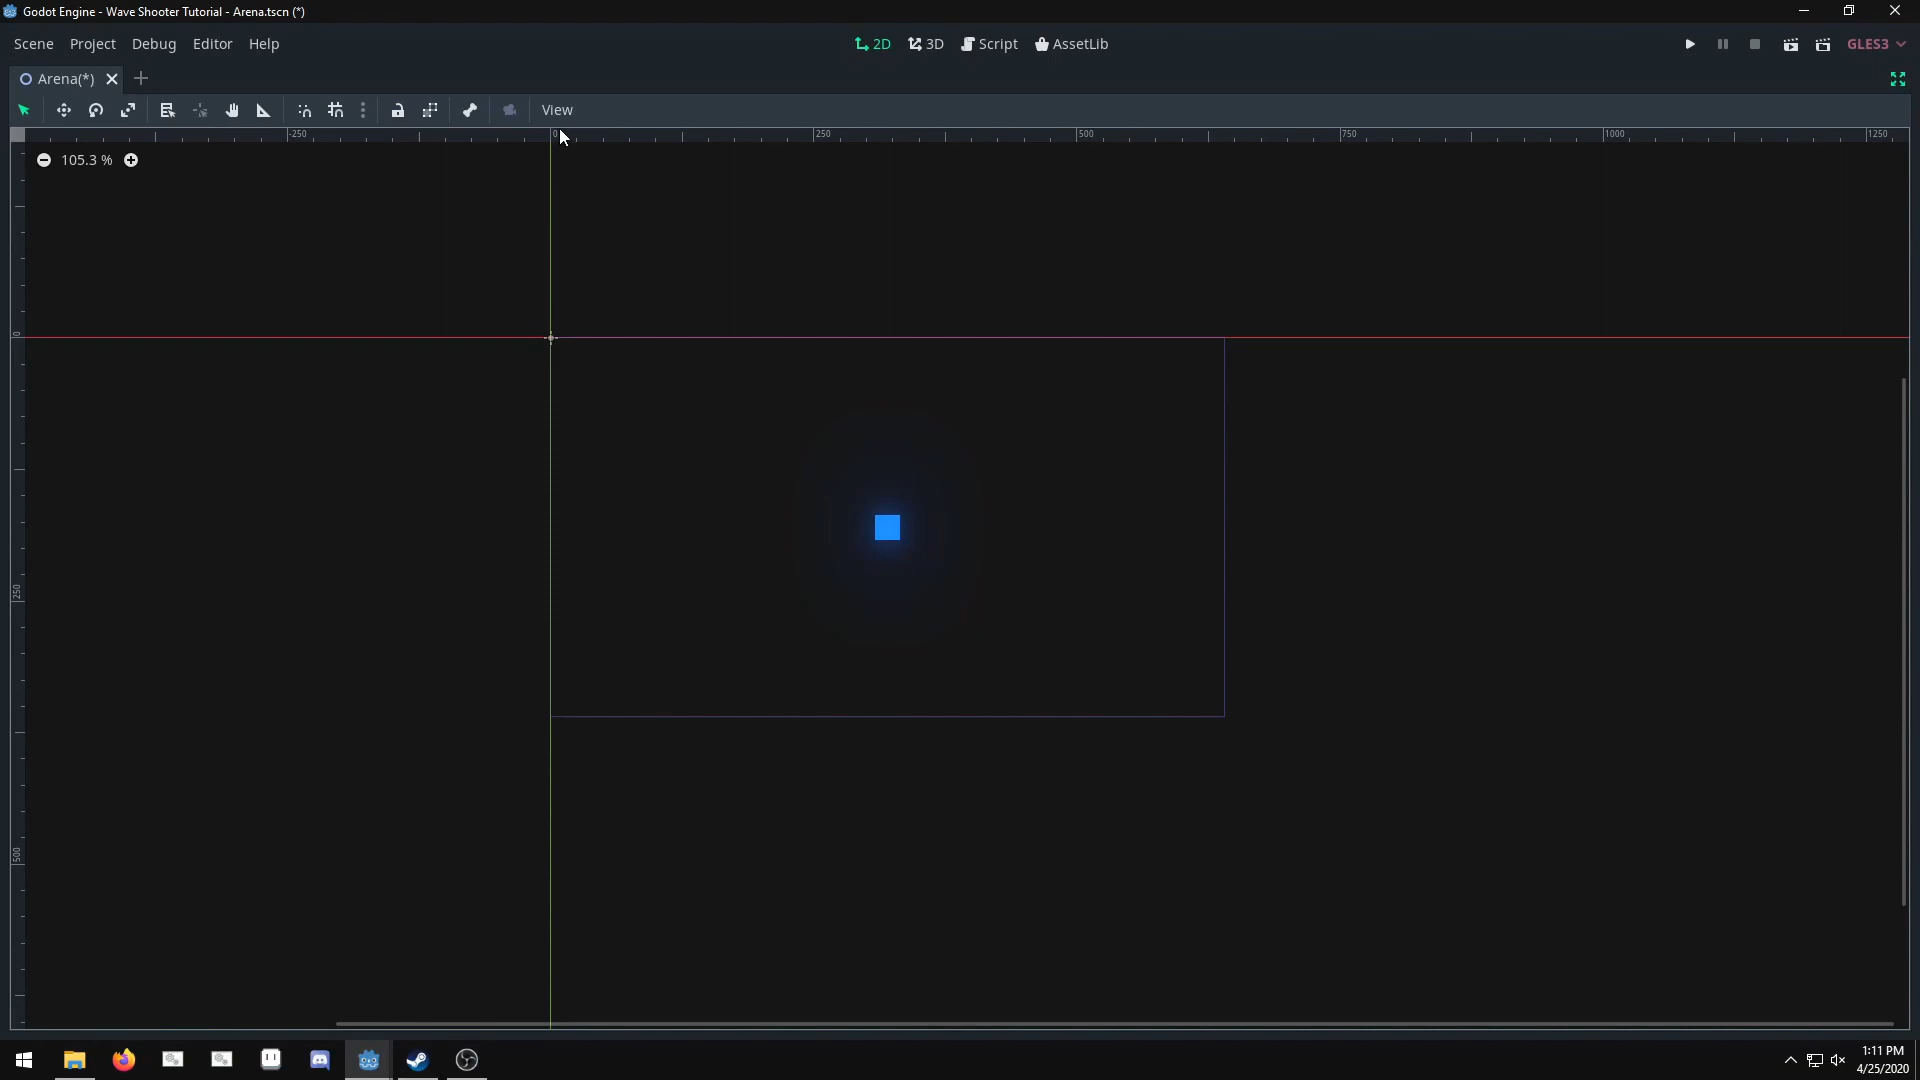 Godot Engine - Wave Shooter Tutorial - Arena.tscn (*)
Scene Project Debug Editor Help 2D 3D Script AssetLib GLES3
Arena(*)
View
-250 0 250 500 750 1000 1250
105.3 %
0
250
500
1:11 PM
4/25/2020